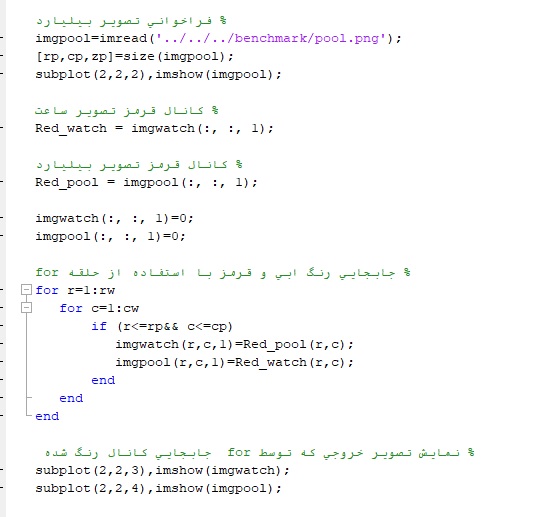 % فراخواني تصوير بيليارد
imgpool=imread('../../../benchmark/pool.png');
[rp,cp,zp]=size(imgpool);
subplot(2,2,2),imshow(imgpool);
% کانال قرمز تصوير ساعت
Red_watch = imgwatch(:, :, 1);
% کانال قرمز تصوير بيليارد
Red_pool = imgpool(:, :, 1);
imgwatch(:, :, 1)=0;
imgpool(:, :, 1)=0;
% جابجايي رنگ ابي و قرمز با استفاده از حلقه for
for r=1:rw
for c=1:cw
if (r<=rp&& c<=cp)
imgwatch(r,c,1)=Red_pool(r,c);
imgpool(r,c,1)=Red_watch(r,c);
end
end
end
% نمايش تصوير خروجي که توسط for جابجايي کانال رنگ شده
subplot(2,2,3),imshow(imgwatch);
subplot(2,2,4),imshow(imgpool);